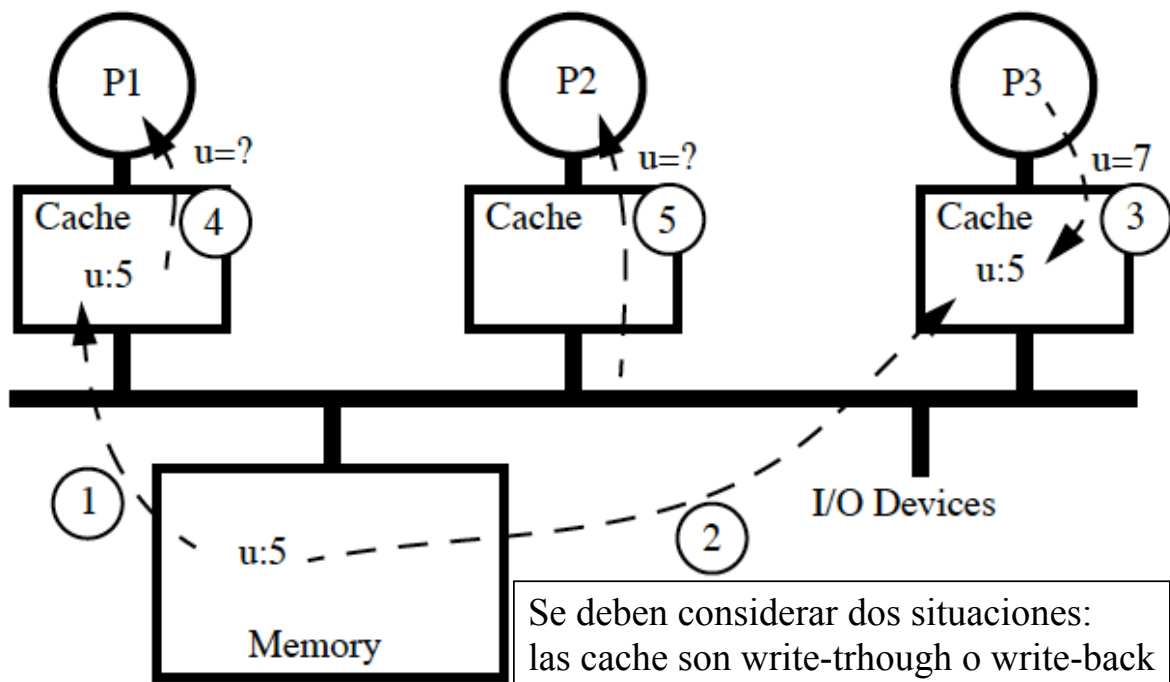 P1
P2
P3
u=?
u=?
u=7
Cache
4
Cache
5
Cache
3
u:5
u:5
1
u:5
2
I/O Devices
Memory
Se deben considerar dos situaciones:
las cache son write-trhough o write-back